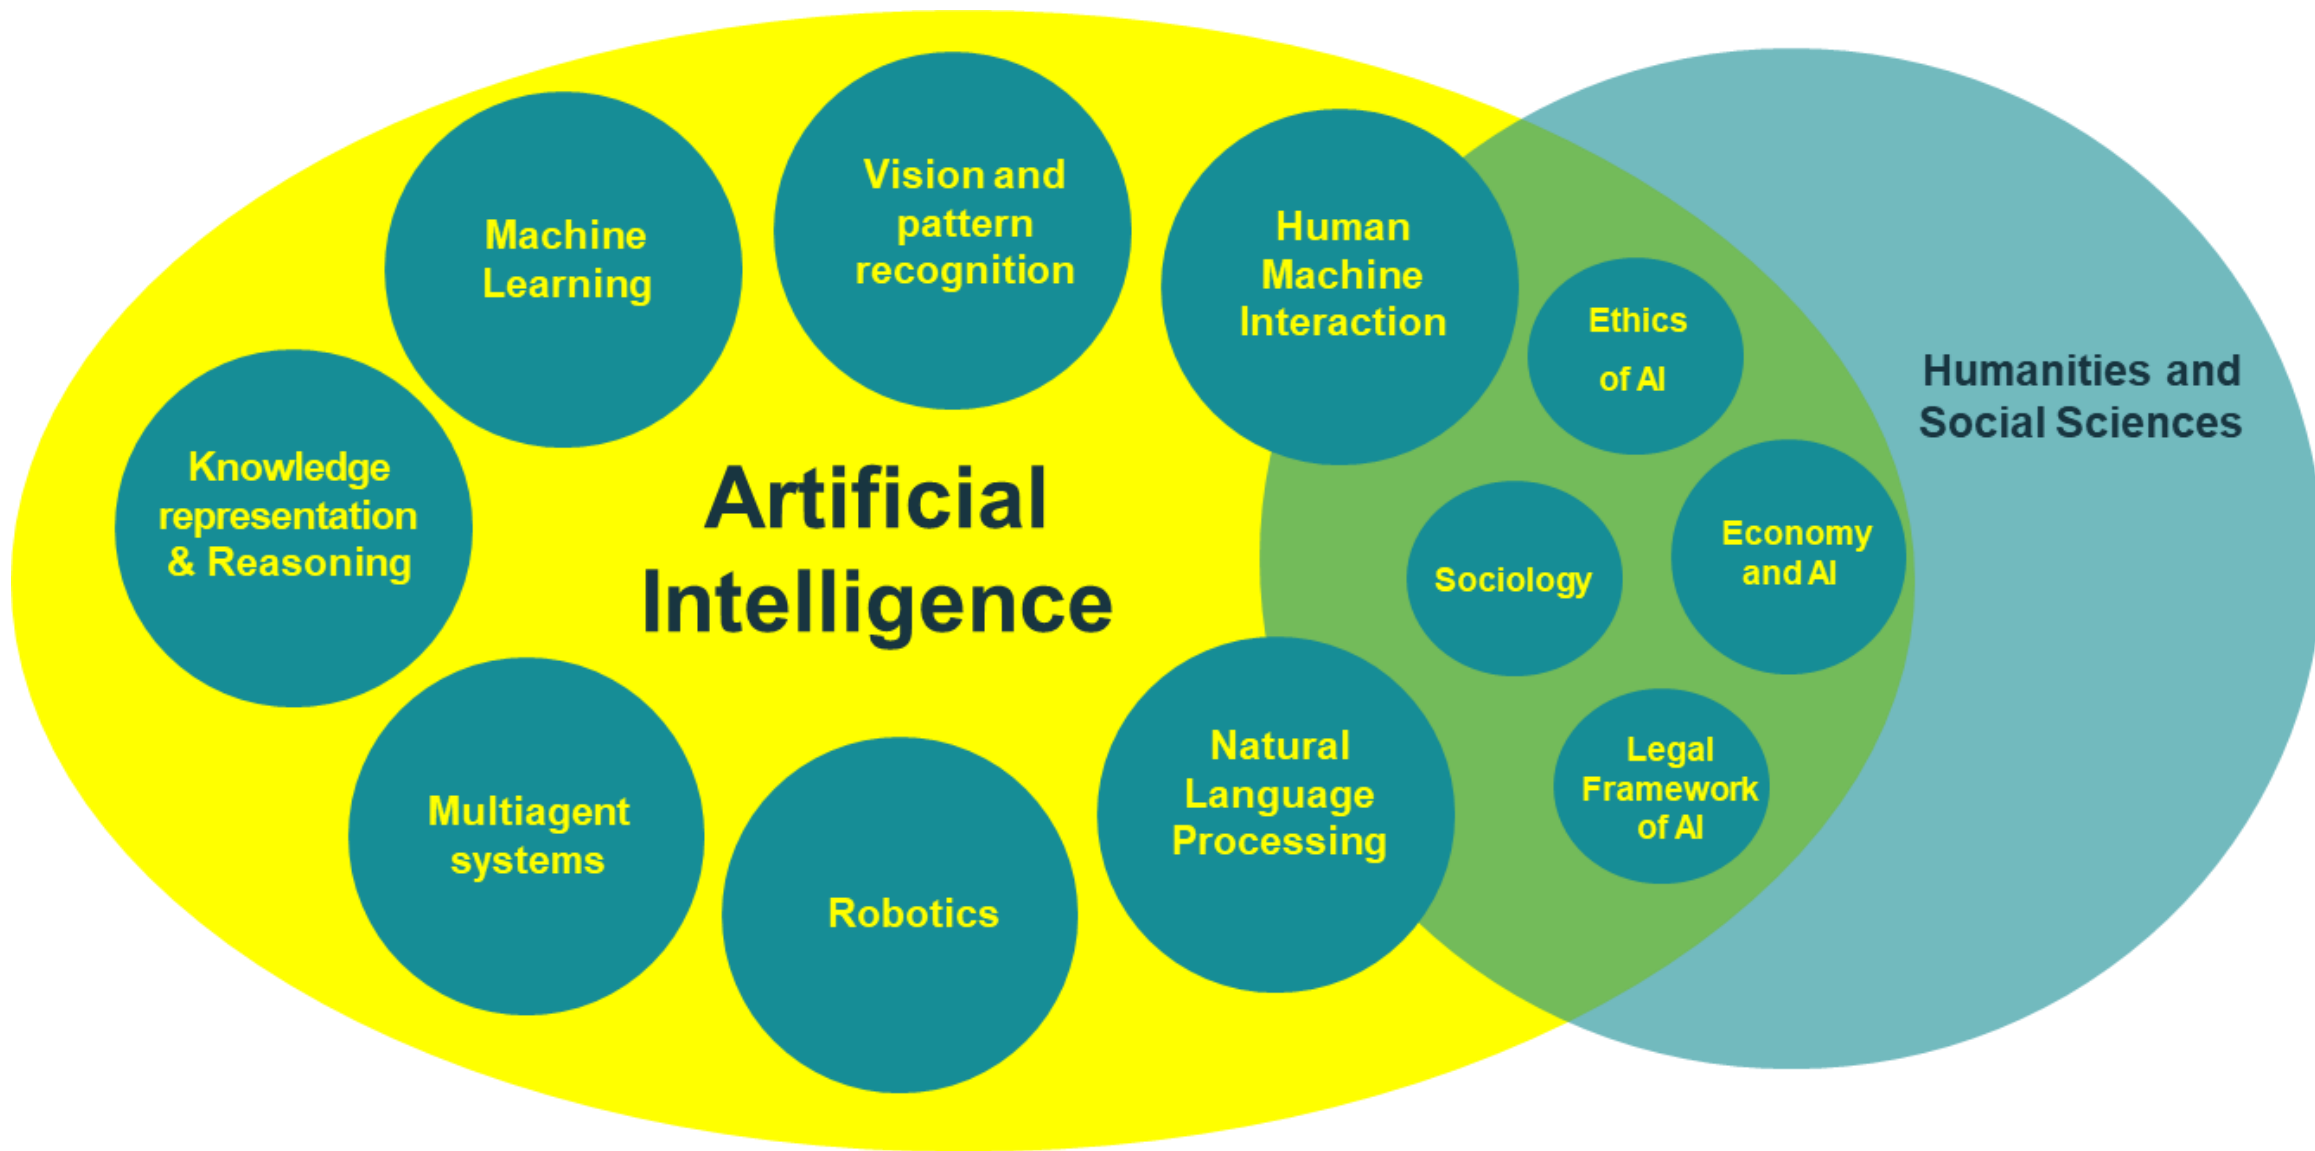 Machine
Learning
Vision and
pattern
recognition
Human
Machine
Interaction
Ethics
of AI
Humanities and
Social Sciences
Knowledge
representation
& Reasoning
Artificial
Intelligence
Sociology
Economy
and AI
Multiagent
systems
Robotics
Natural
Language
Processing
Legal
Framework
of AI